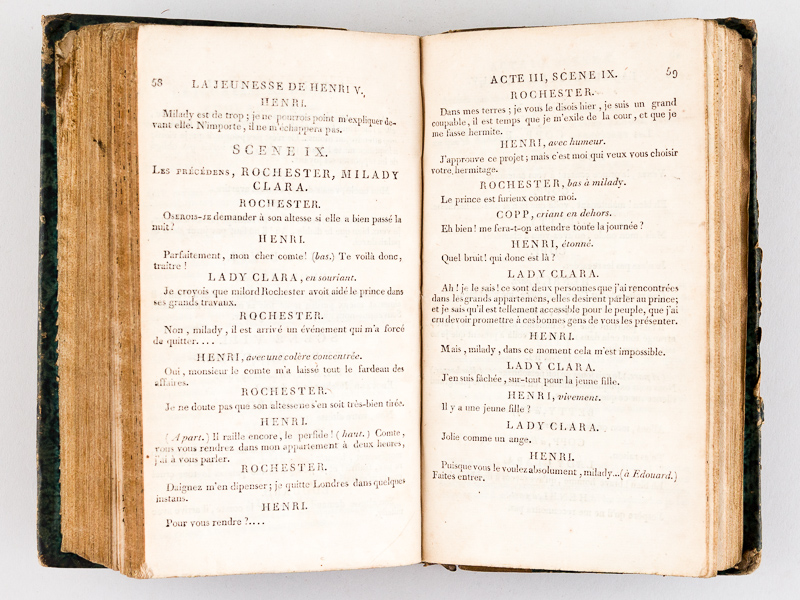 58 LA JEUNESSE DE HENRI V.
HENRI.
Milady est de trop ; je ne pourrois point m'expliquer de-
vant elle. N'importe, il ne m'échappera pas.
SCENE IX.
LES PRÉCÉDENS, ROCHESTER, MILADY
CLARA.
ROCHESTER.
OSEROIS-JE demander à son altesse si elle a bien passé la
nuit ?
HENRI.
Parfaitement, mon cher comte! (bas.) Te voilà donc,
traître !
LADY CLARA, en souriant.
Je croyois que milord Rochester avoit aidé le prince dans
ses grands travaux.
ROCHESTER.
Non, milady, il est arrivé un événement qui m'a forcé
de quitter....
HENRI, avec une colère concentrée.
Oui, monsieur le comte m'a laissé tout le fardeau des
affaires.
ROCHESTER.
Je ne doute pas que son altesse ne s'en soit très-bien tirée.
HENRI.
(A part.) Il raille encore, le perfide ! (haut.) Comte,
vous vous rendrez dans mon appartement à deux heures,
j'ai à vous parler.
ROCHESTER.
Daignez m'en dipenser; je quitte Londres dans quelques
instans.
HENRI.
Pour vous rendre ?....
ACTE III, SCENE IX. 59
ROCHESTER.
Dans mes terres ; je vous le disois hier, je suis un grand
coupable, il est temps que je m'exile de la cour, et que je
me fasse hermite.
HENRI, avec humeur.
J'approuve ce projet ; mais c'est moi qui veux vous choisir
votre hermitage.
ROCHESTER, bas à milady.
Le prince est furieux contre moi.
COPP, criant en dehors.
Eh bien! me fera-t-on attendre toute la journée ?
HENRI, étonné.
Quel bruit! qui donc est là ?
LADY CLARA.
Ah ! je le sais ! ce sont deux personnes que j'ai rencontrées
dans les grands appartemens, elles desirent parler au prince;
et je sais qu'il est tellement accessible pour le peuple, que j'ai
cru devoir promettre à ces bonnes gens de vous les présenter.
HENRI.
Mais, milady, dans ce moment cela m'est impossible.
LADY CLARA.
J'en suis fâchée, sur-tout pour la jeune fille.
HENRI, vivement.
Il y a une jeune fille ?
LADY CLARA.
Jolie comme un ange.
HENRI.
Puisque vous le voulez absolument, milady...(à Edouard.)
Faites entrer.